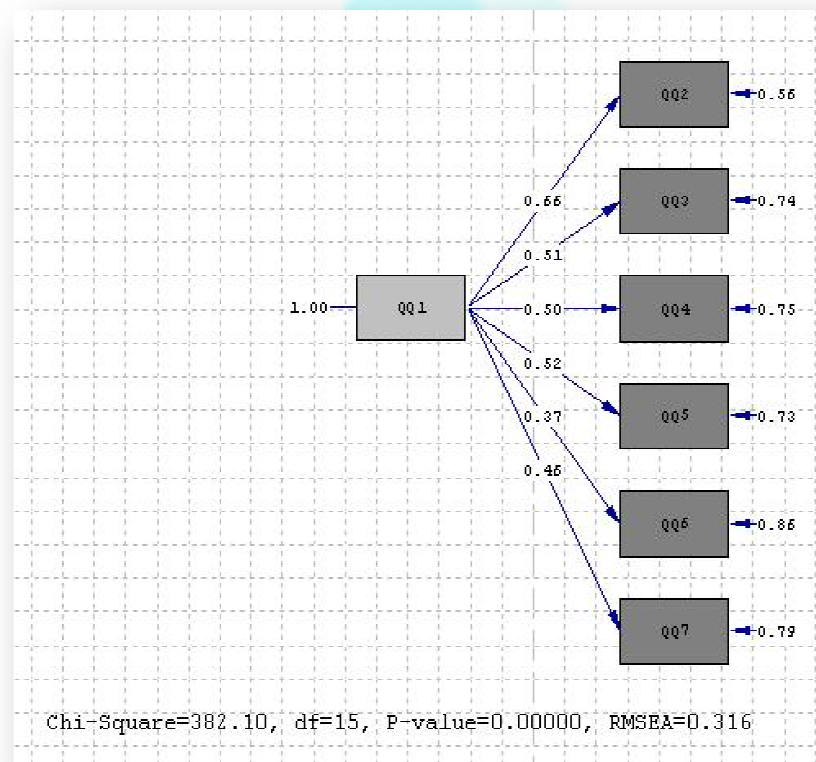 QQ2
0.56
0.66
QQ3
0.74
0.51
1.00
QQ1
0.50
QQ4
0.75
0.52
QQ5
0.73
0.37
QQ6
0.86
0.46
QQ7
0.79
Chi-Square=382.10, df=15, P-value=0.00000, RMSEA=0.316